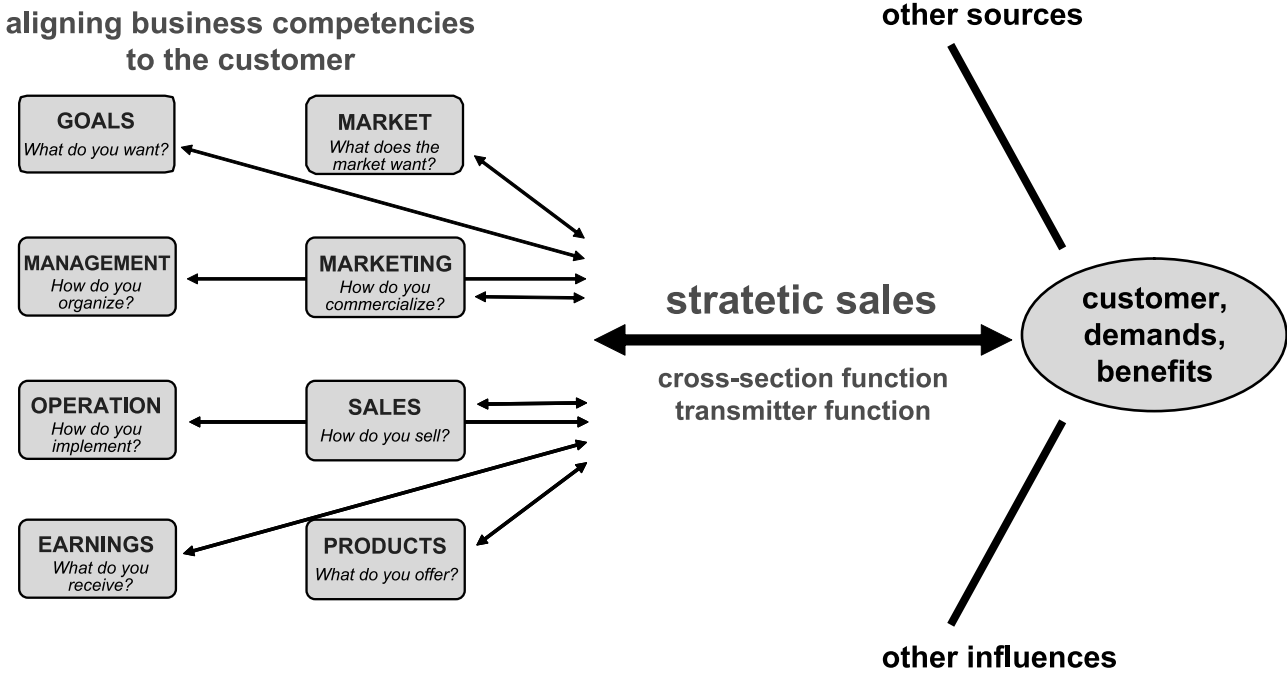 aligning business competencies
to the customer
other sources
GOALS
What do you want?
MARKET
What does the
market want?
MANAGEMENT
How do you
organize?
MARKETING
How do you
commercialize?
stratetic sales
cross-section function
transmitter function
customer,
demands,
benefits
OPERATION
How do you
implement?
SALES
How do you sell?
EARNINGS
What do you
receive?
PRODUCTS
What do you offer?
other influences